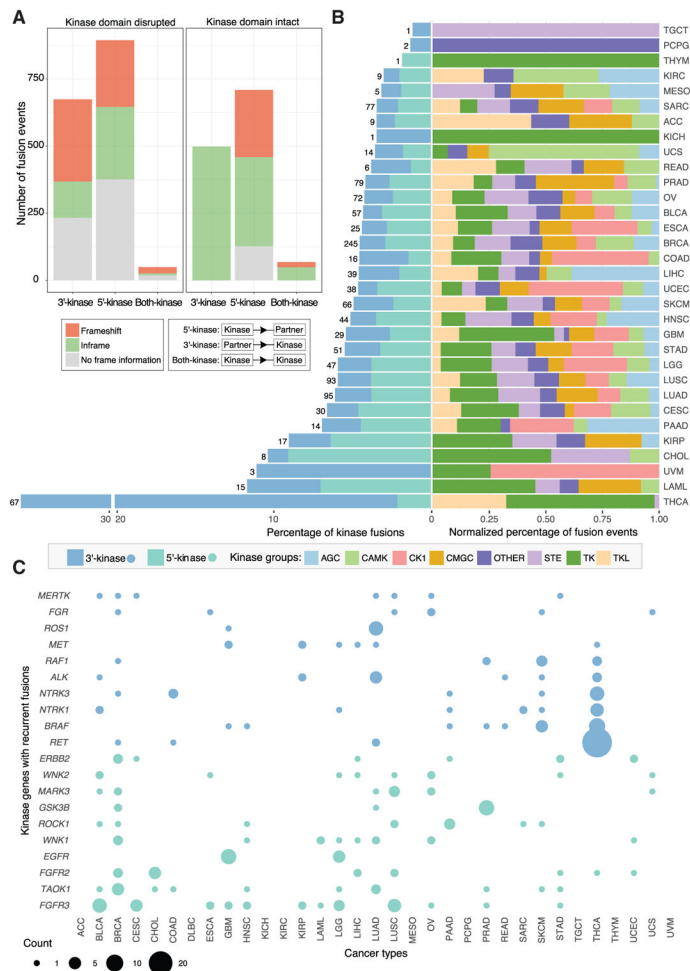 A
Kinase domain disrupted
Kinase domain intact
Number of fusion events
750
500
250
0
3'-kinase
5'-kinase
Both-kinase
3'-kinase
5'-kinase
Both-kinase
Frameshift
Inframe
No frame information
5'-kinase: Kinase Partner
3'-kinase: Partner Kinase
Both-kinase: Kinase Kinase
B
1 TGCT
2 PCPG
1 THYM
9 KIRC
5 MESO
77 SARC
9 ACC
1 KICH
14 UCS
6 READ
79 PRAD
72 OV
57 BLCA
25 ESCA
245 BRCA
16 COAD
39 LIHC
38 UCEC
66 SKCM
44 HNSC
29 GBM
51 STAD
47 LGG
93 LUSC
95 LUAD
30 CESC
14 PAAD
17 KIRP
8 CHOL
3 UVM
15 LAML
67 THCA
30 20 10 0
Percentage of kinase fusions
0 0.25 0.50 0.75 1.00
Normalized percentage of fusion events
3'-kinase 5'-kinase Kinase groups: AGC CAMK CK1 CMGC OTHER STE TK TKL
C
Kinase genes with recurrent fusions
MERTK
FGR
ROS1
MET
RAF1
ALK
NTRK3
NTRK1
BRAF
RET
ERBB2
WNK2
MARK3
GSK3B
ROCK1
WNK1
EGFR
FGFR2
TAOK1
FGFR3
ACC
BLCA
BRCA
CESC
CHOL
COAD
DLBC
ESCA
GBM
HNSC
KICH
KIRC
KIRP
LAML
LGG
LIHC
LUAD
LUSC
MESO
OV
PAAD
PCPG
PRAD
READ
SARC
SKCM
STAD
TGCT
THCA
THYM
UCEC
UCS
UVM
Cancer types
Count
1 5 10 20